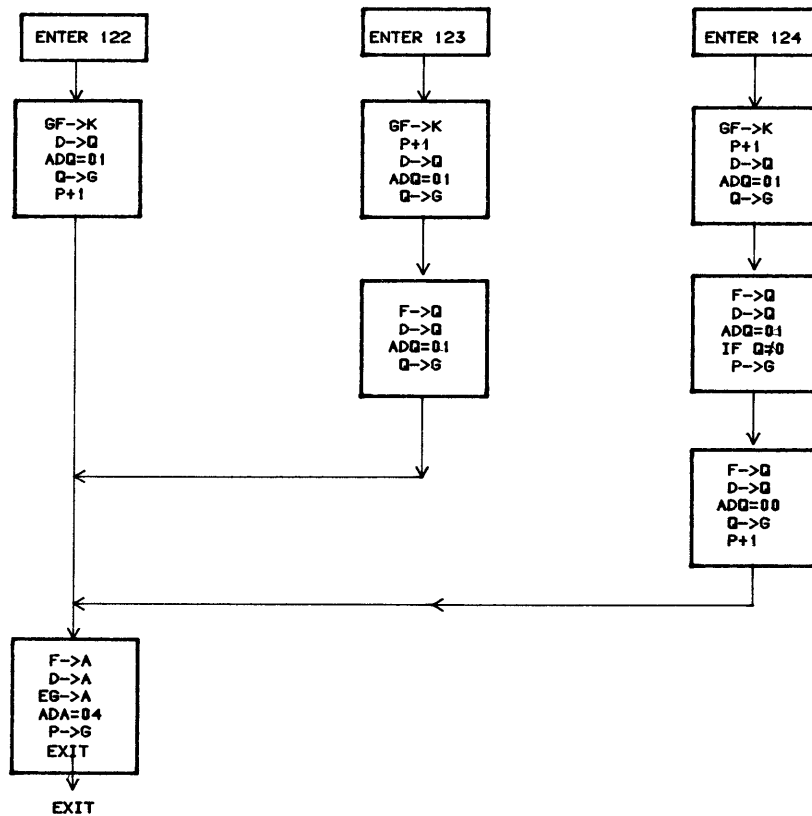 ENTER 122
GF->K
D->Q
ADQ=01
Q->G
P+1
ENTER 123
GF->K
P+1
D->Q
ADQ=01
Q->G
F->Q
D->Q
ADQ=01
Q->G
ENTER 124
GF->K
P+1
D->Q
ADQ=01
Q->G
F->Q
D->Q
ADQ=01
IF Q≠0
P->G
F->Q
D->Q
ADQ=00
Q->G
P+1
F->A
D->A
EG->A
ADA=04
P->G
EXIT
EXIT